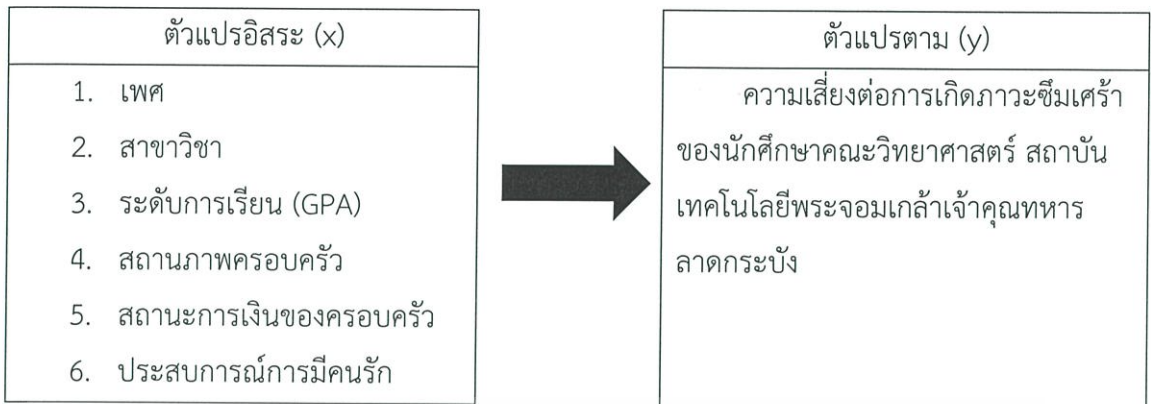 ตัวแปรอิสระ (x)
1. เพศ
2. สาขาวิชา
3. ระดับการเรียน (GPA)
4. สถานภาพครอบครัว
5. สถานะการเงินของครอบครัว
6. ประสบการณ์การมีคนรัก
ตัวแปรตาม (y)
ความเสี่ยงต่อการเกิดภาวะซึมเศร้า
ของนักศึกษาคณะวิทยาศาสตร์ สถาบัน
เทคโนโลยีพระจอมเกล้าเจ้าคุณทหาร
ลาดกระบัง